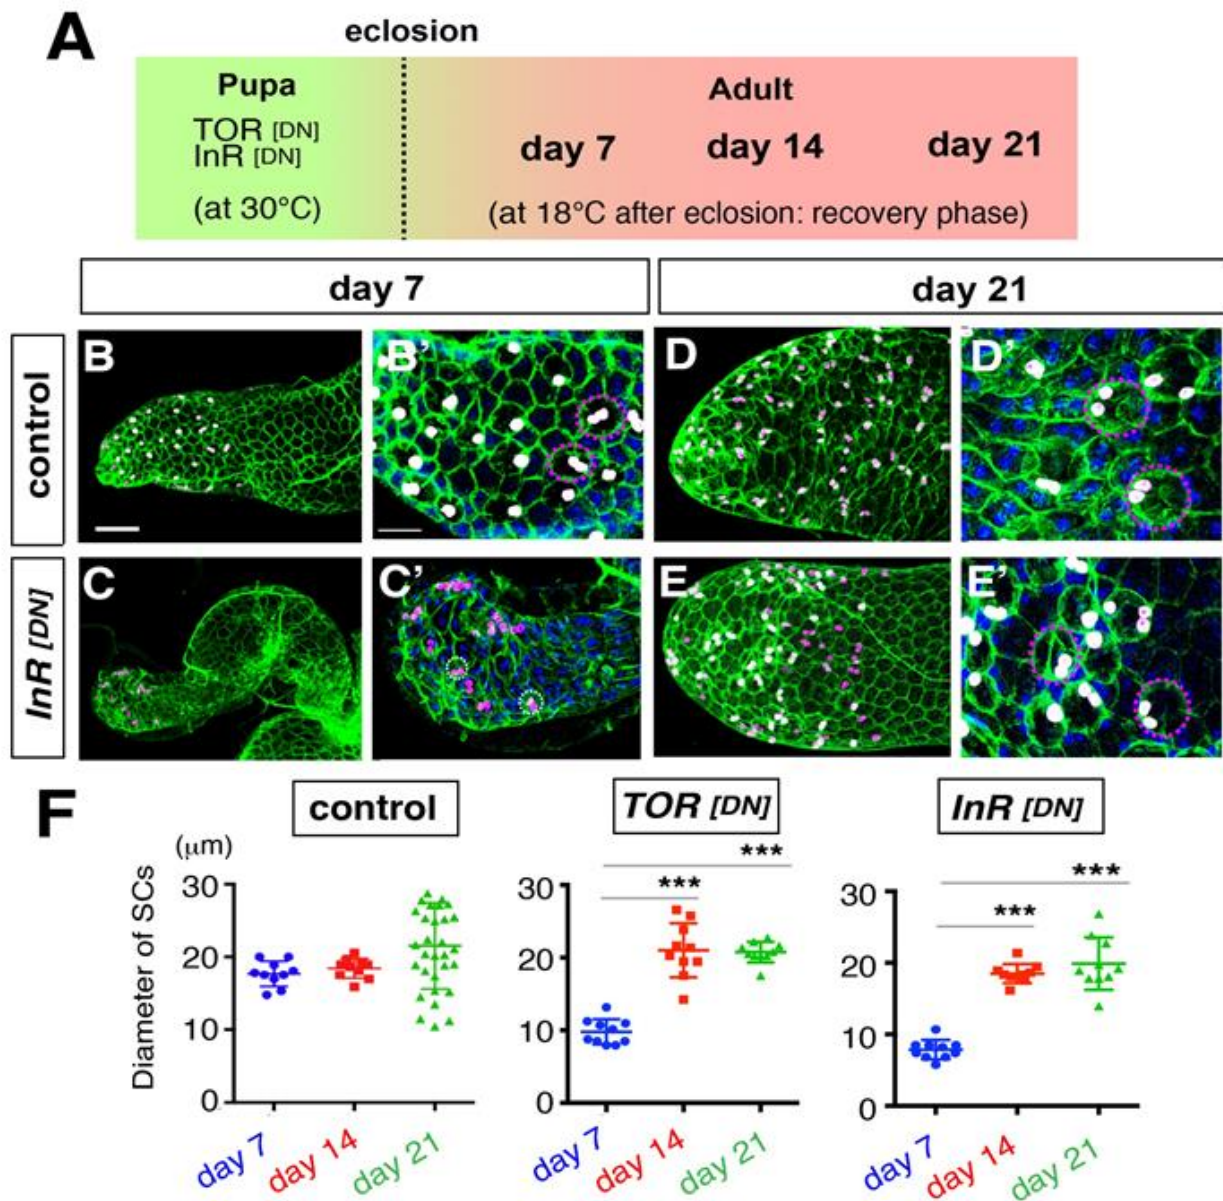 A
eclosion
Pupa
Adult
TOR [DN]
InR [DN]
day 7 day 14 day 21
(at 30°C)
(at 18°C after eclosion: recovery phase)
day 7 day 21
control
B B' D D'
InR [DN]
C C' E E'
F
control
TOR [DN]
InR [DN]
(μm)
Diameter of SCs
30
20
10
0
day 7
day 14
day 21
***
***
30
20
10
0
day 7
day 14
day 21
***
***
30
20
10
0
day 7
day 14
day 21